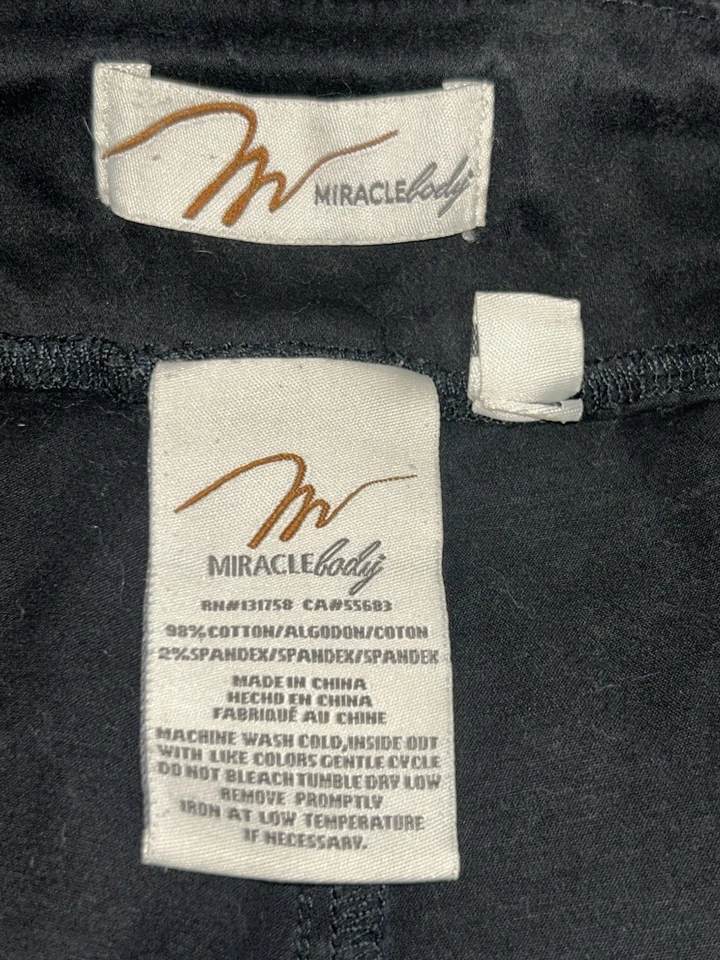 MIRACLEbody
MIRACLEbody
RN#131758 CA#55683
98%COTTON/ALGODON/COTON
2%SPANDEX/SPANDEX/SPANDEX
MADE IN CHINA
HECHO EN CHINA
FABRIQUÉ AU CHINE
MACHINE WASH COLD,INSIDE OUT
WITH LIKE COLORS GENTLE CYCLE
DO NOT BLEACH TUMBLE DRY LOW
REMOVE PROMPTLY
IRON AT LOW TEMPERATURE
IF NECESSARY.